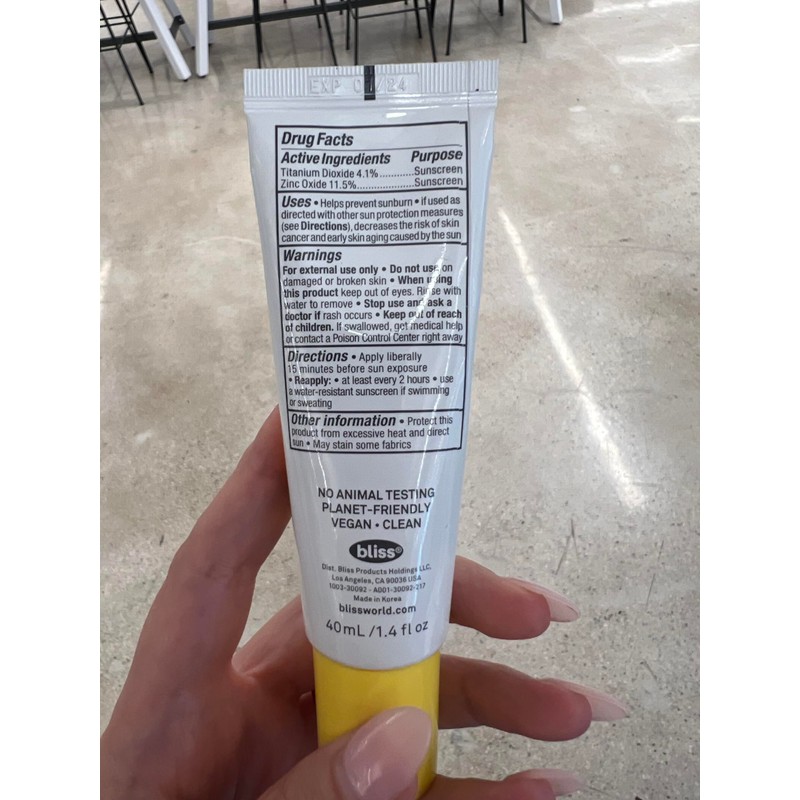 EXP 07/24
Drug Facts
Active Ingredients Purpose
Titanium Dioxide 4.1%............Sunscreen
Zinc Oxide 11.5%......................Sunscreen
Uses • Helps prevent sunburn • if used as
directed with other sun protection measures
(see Directions), decreases the risk of skin
cancer and early skin aging caused by the sun
Warnings
For external use only • Do not use on
damaged or broken skin • When using
this product keep out of eyes. Rinse with
water to remove • Stop use and ask a
doctor if rash occurs • Keep out of reach
of children. If swallowed, get medical help
or contact a Poison Control Center right away
Directions • Apply liberally
15 minutes before sun exposure
• Reapply: • at least every 2 hours • use
a water-resistant sunscreen if swimming
or sweating
Other information • Protect this
product from excessive heat and direct
sun • May stain some fabrics
NO ANIMAL TESTING
PLANET-FRIENDLY
VEGAN • CLEAN
bliss®
Dist. Bliss Products Holdings LLC,
Los Angeles, CA 90036 USA
1003-30092 - A001-30092-217
Made in Korea
blissworld.com
40mL/1.4 fl oz